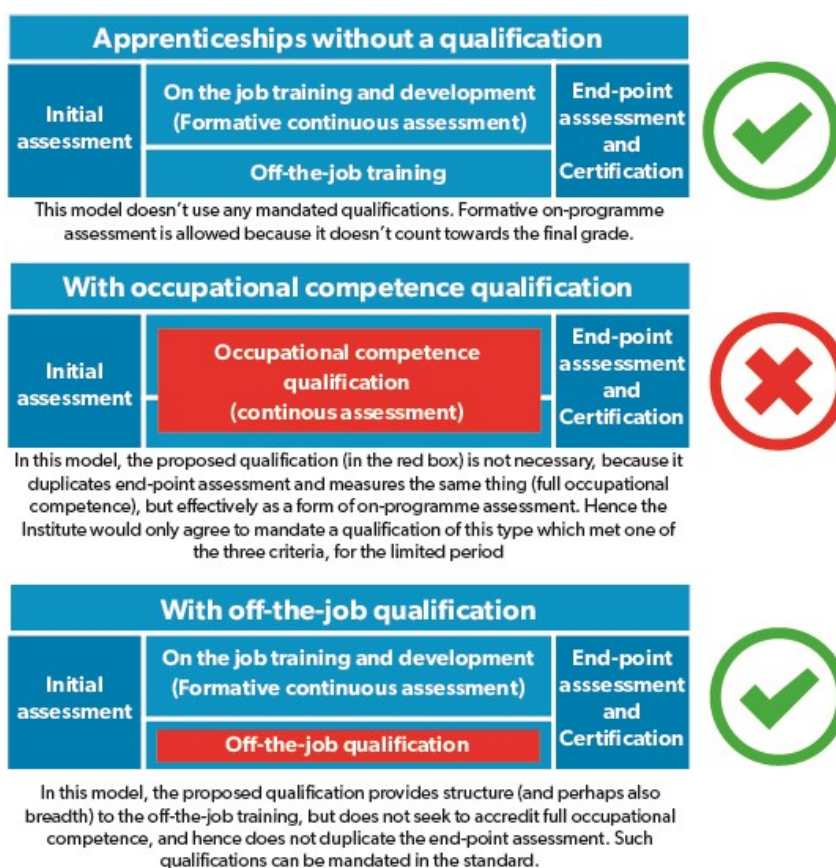 Apprenticeships without a qualification
Initial
assessment
On the job training and development
(Formative continuous assessment)
Off-the-job training
End-point
asssessment
and
Certification
This model doesn't use any mandated qualifications. Formative on-programme
assessment is allowed because it doesn't count towards the final grade.
With occupational competence qualification
Initial
assessment
Occupational competence
qualification
(continous assessment)
End-point
asssessment
and
Certification
In this model, the proposed qualification (in the red box) is not necessary, because it
duplicates end-point assessment and measures the same thing (full occupational
competence), but effectively as a form of on-programme assessment. Hence the
Institute would only agree to mandate a qualification of this type which met one of
the three criteria, for the limited period
With off-the-job qualification
Initial
assessment
On the job training and development
(Formative continuous assessment)
Off-the-job qualification
End-point
asssessment
and
Certification
In this model, the proposed qualification provides structure (and perhaps also
breadth) to the off-the-job training, but does not seek to accredit full occupational
competence, and hence does not duplicate the end-point assessment. Such
qualifications can be mandated in the standard.